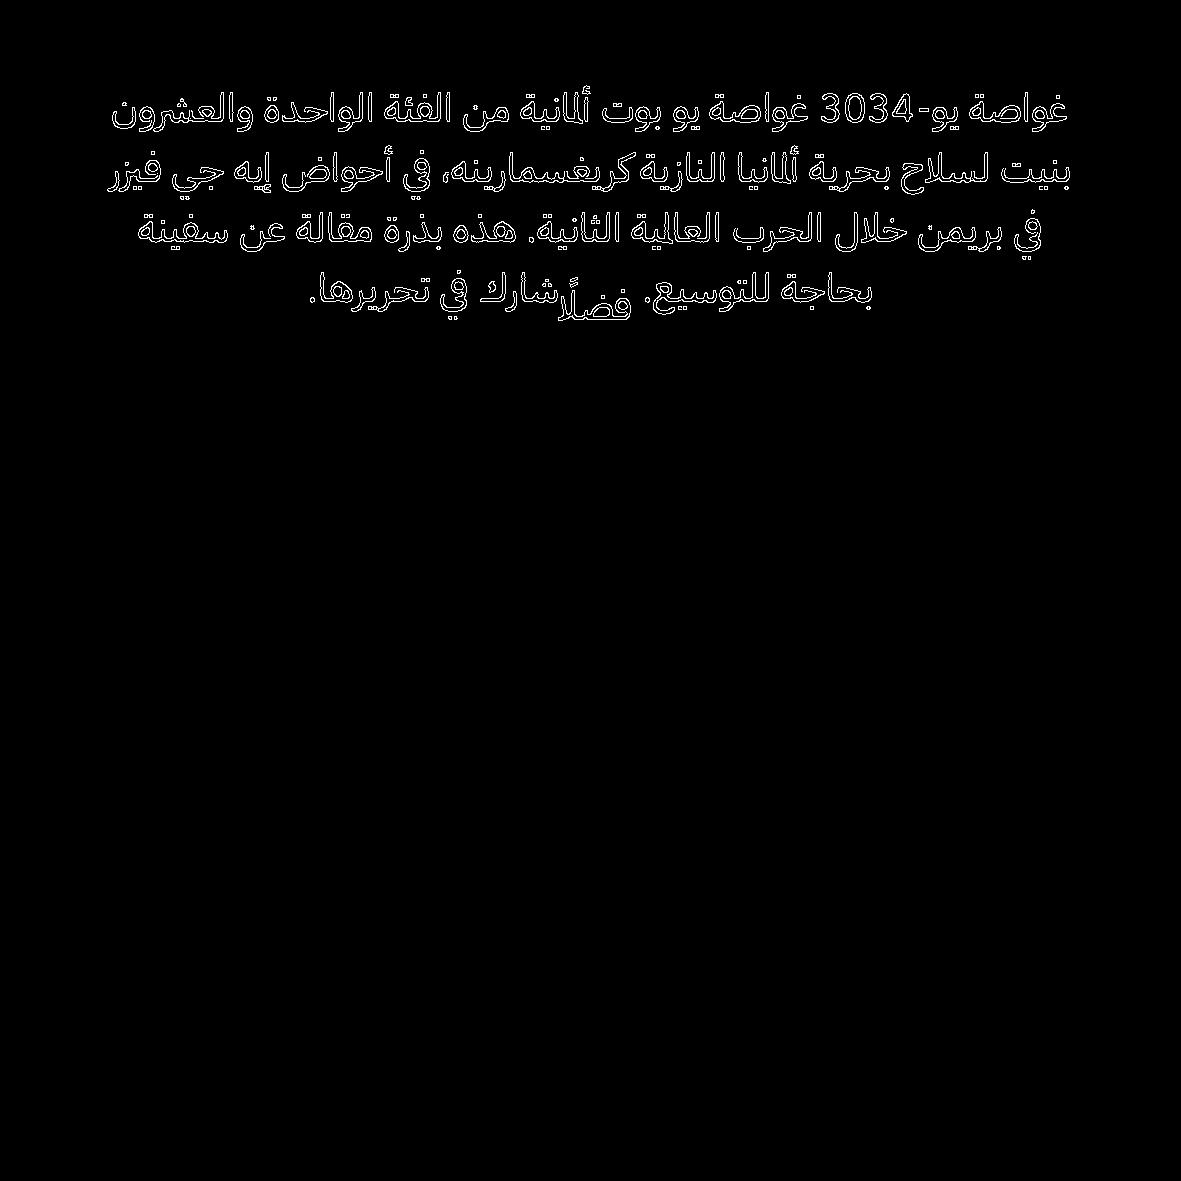 غواصة يو-3034 غواصة يو بوت ألمانية من الفئة الواحدة والعشرون
بنيت لسلاح بحرية ألمانيا النازية كريغسمارينه، في أحواض إيه جي فيزر
في بريمن خلال الحرب العالمية الثانية. هذه بذرة مقالة عن سفينة
بحاجة للتوسيع. فضلًا شارك في تحريرها.